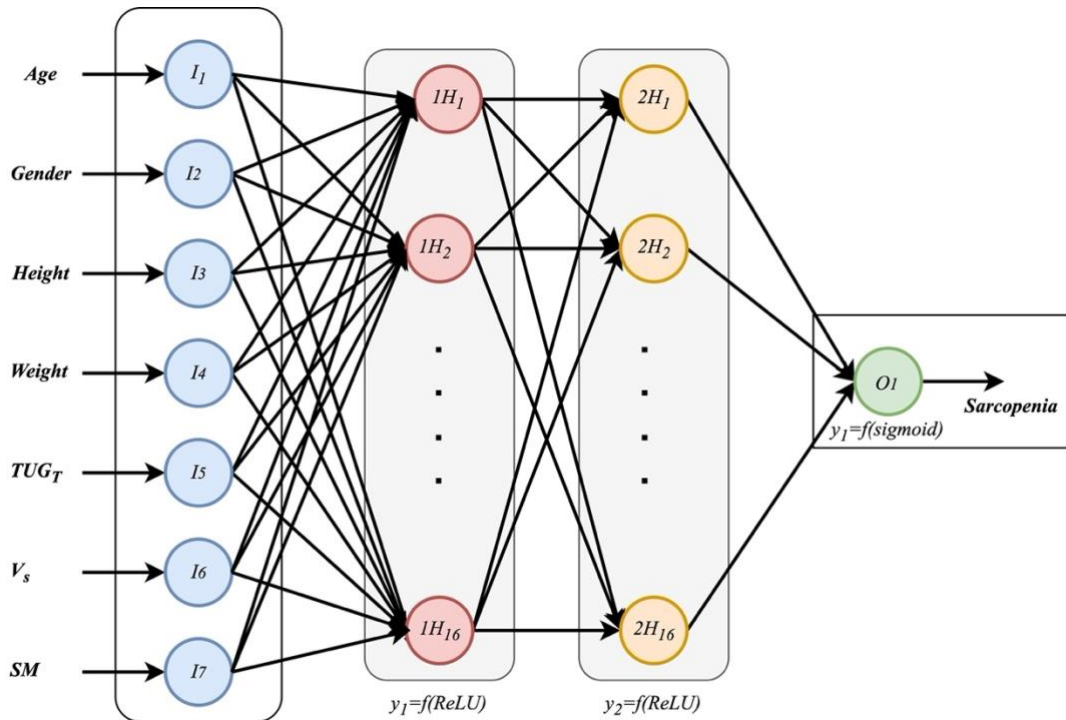 Age
I1
Gender
I2
Height
I3
Weight
I4
TUGT
I5
Vs
I6
SM
I7
1H1
1H2
1H16
y1=f(ReLU)
2H1
2H2
2H16
y2=f(ReLU)
O1
y1=f(sigmoid)
Sarcopenia